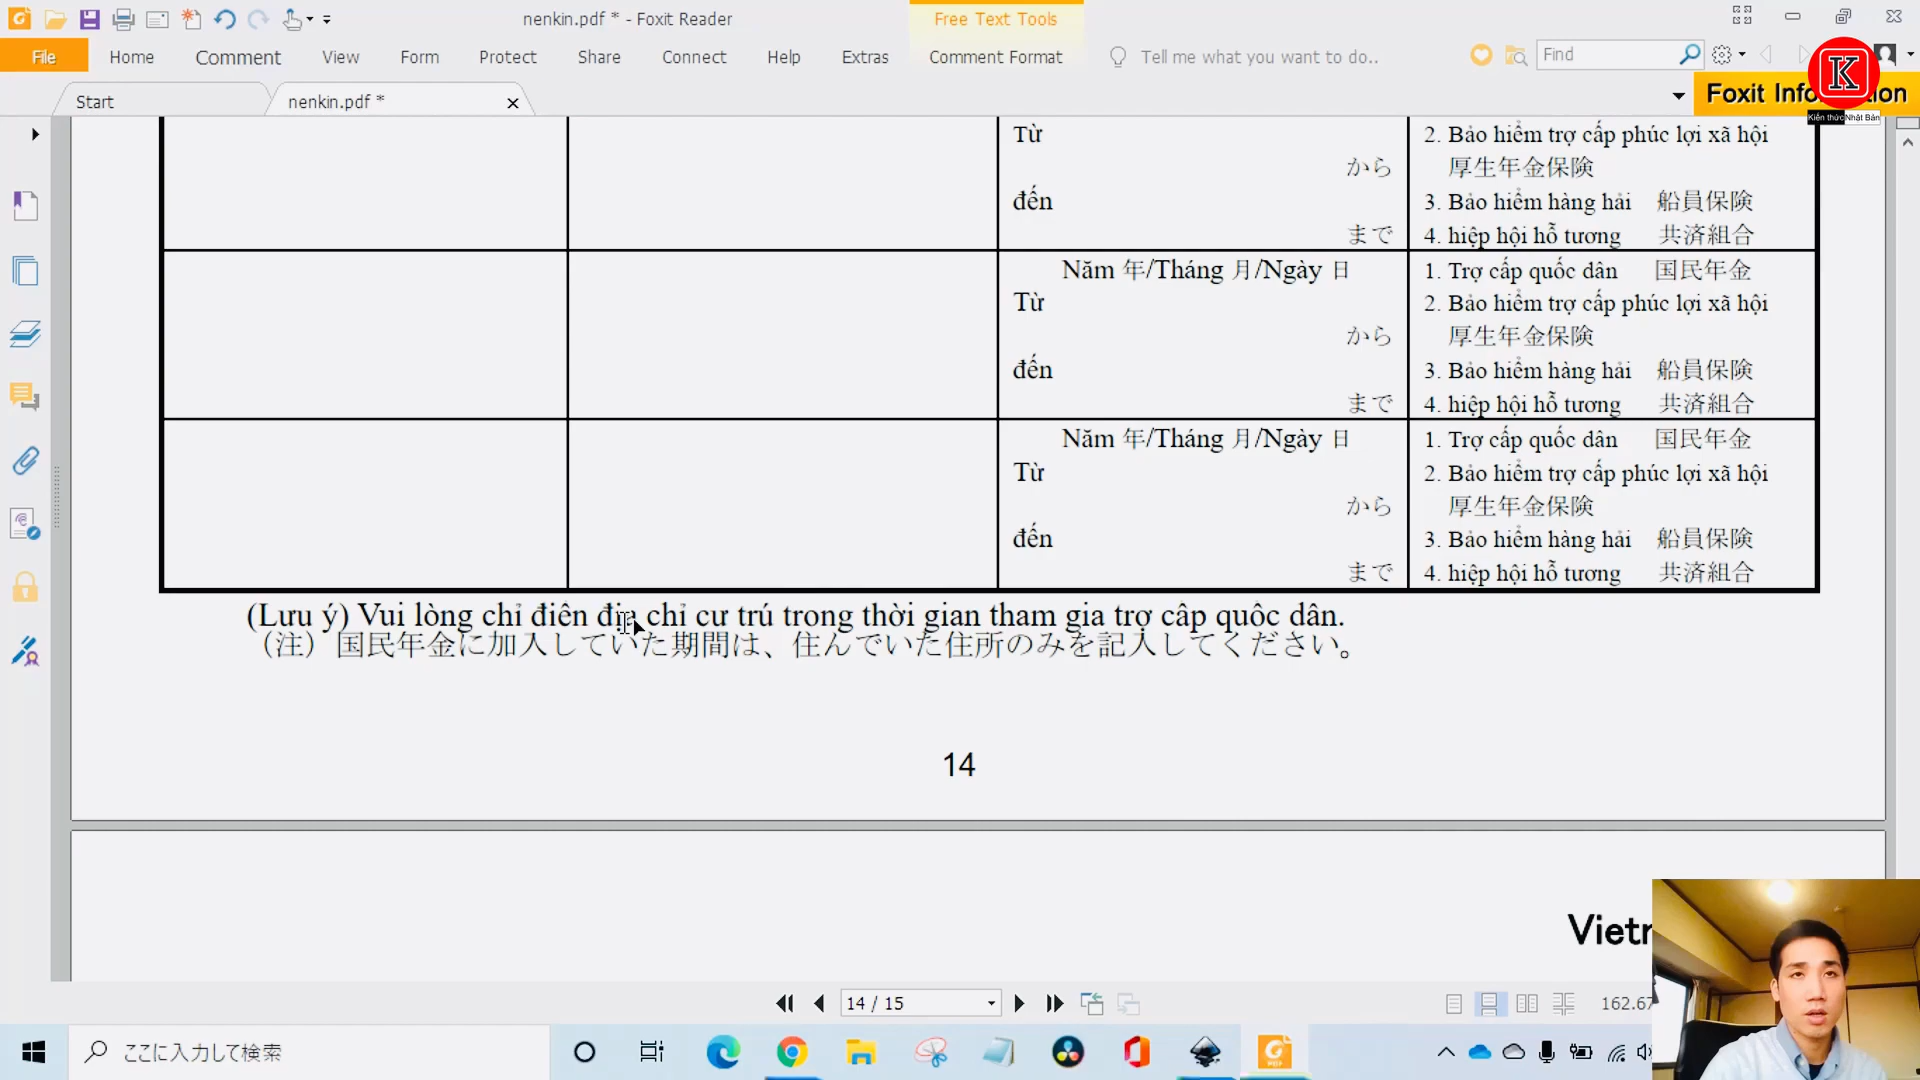 nenkin.pdf * - Foxit Reader
Free Text Tools
File Home Comment View Form Protect Share Connect Help Extras Comment Format Tell me what you want to do.. Find
Start nenkin.pdf *
K
Kiến thức Nhật Bản
2. Bảo hiểm trợ cấp phúc lợi xã hội
Từ
から 厚生年金保険
đến 3. Bảo hiểm hàng hải 船員保険
まで 4. hiệp hội hỗ tương 共済組合
Năm 年/Tháng 月/Ngày 日 1. Trợ cấp quốc dân 国民年金
Từ 2. Bảo hiểm trợ cấp phúc lợi xã hội
から 厚生年金保険
đến 3. Bảo hiểm hàng hải 船員保険
まで 4. hiệp hội hỗ tương 共済組合
Năm 年/Tháng 月/Ngày 日 1. Trợ cấp quốc dân 国民年金
Từ 2. Bảo hiểm trợ cấp phúc lợi xã hội
から 厚生年金保険
đến 3. Bảo hiểm hàng hải 船員保険
まで 4. hiệp hội hỗ tương 共済組合
(Lưu ý) Vui lòng chỉ điền địa chỉ cư trú trong thời gian tham gia trợ cấp quốc dân.
（注）国民年金に加入していた期間は、住んでいた住所のみを記入してください。
14
14 / 15
ここに入力して検索